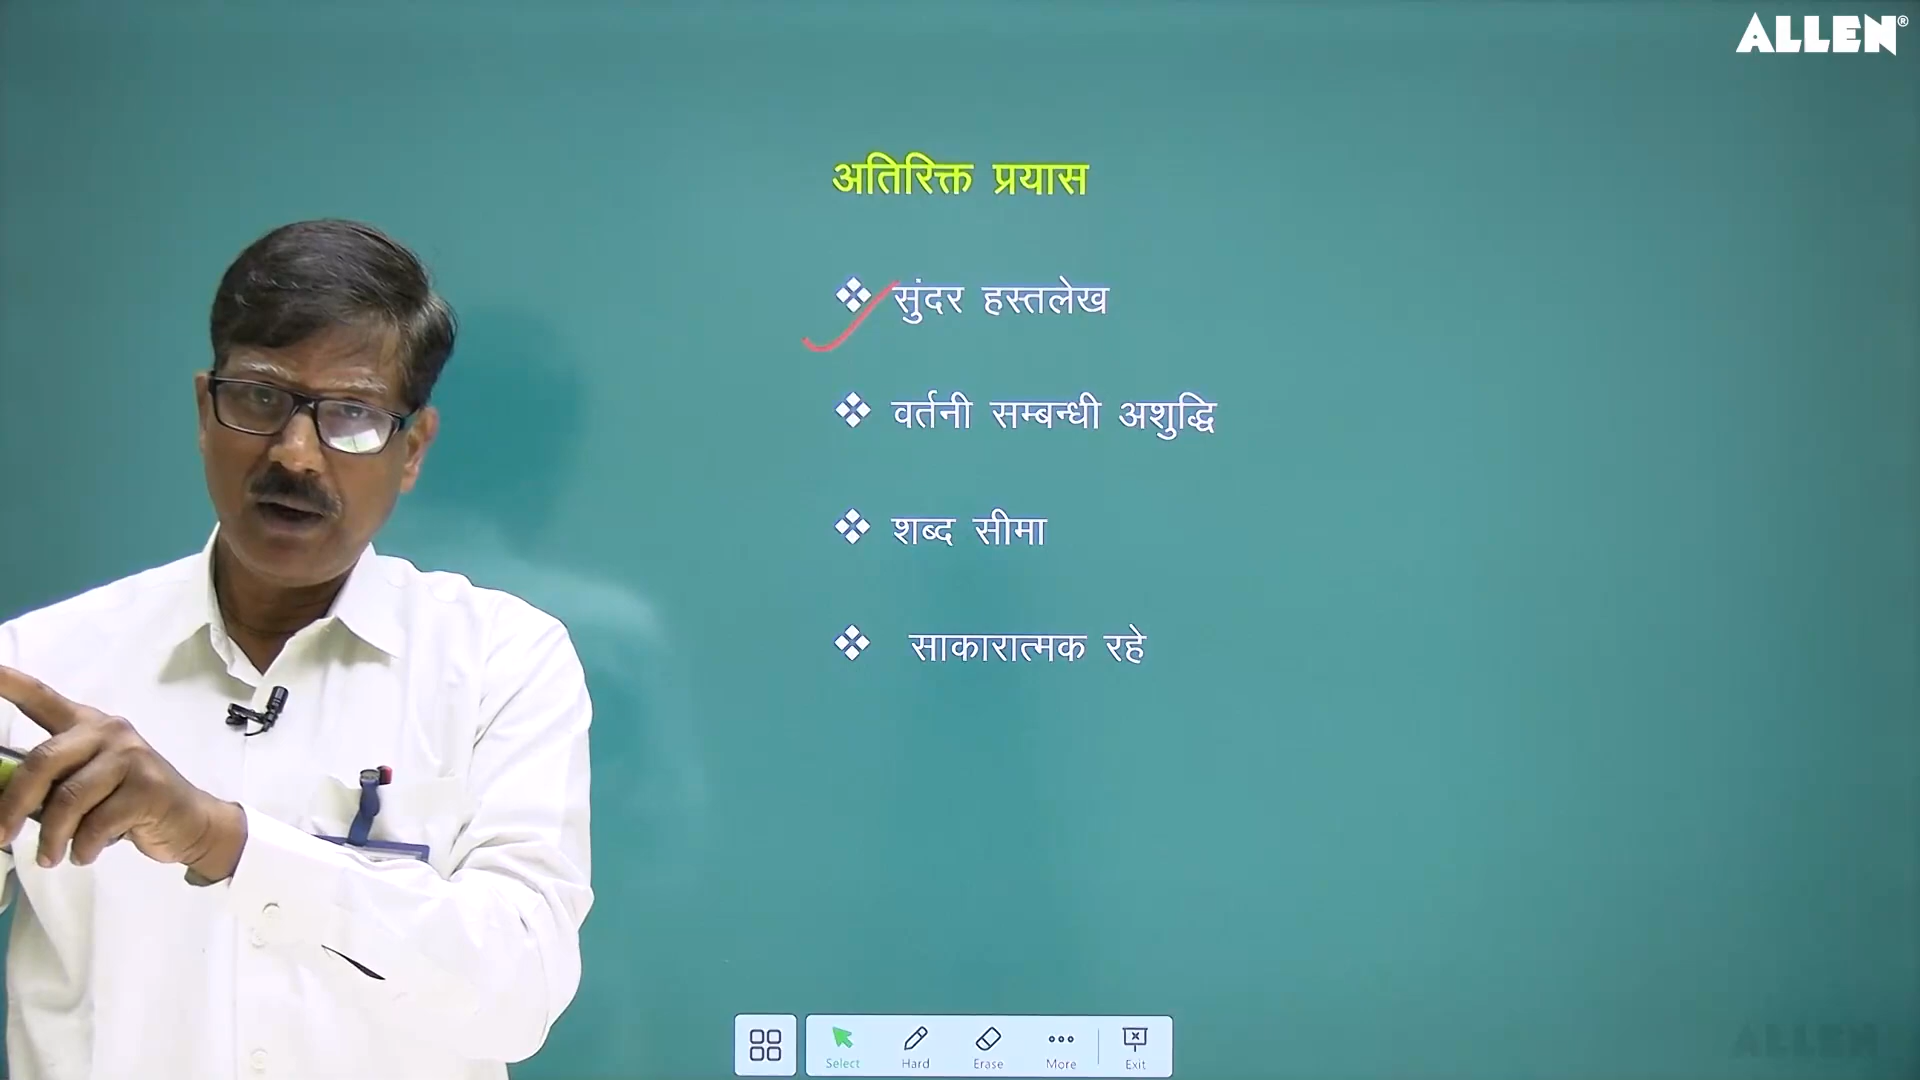 ALLEN®
अतिरिक्त प्रयास
सुंदर हस्तलेख
वर्तनी सम्बन्धी अशुद्धि
शब्द सीमा
साकारात्मक रहे
Select Hard Erase More Exit
ALLEN